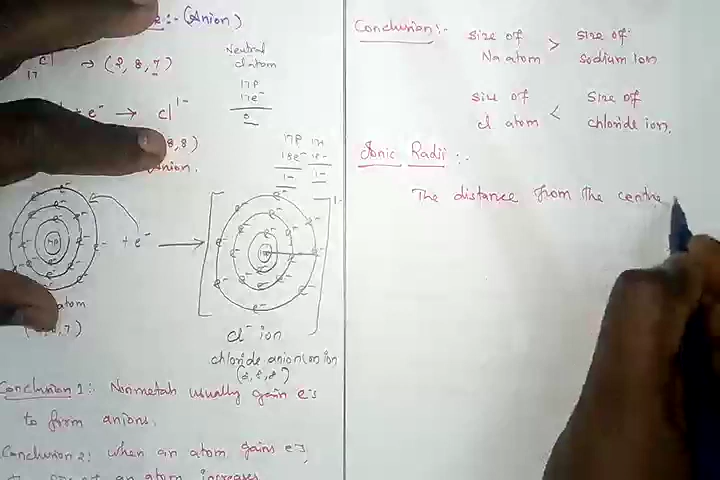 :- (Anion)
Cl → (2, 8, 7)
17
Neutral
cl atom
17P
17e⁻
0
+ e⁻ → cl¹⁻
8,8)
Anion.
17P 17+
18e⁻ 18-
1- 1-
+ e⁻ →
1-
atom
7)
Cl⁻ ion
chloride anion (or) ion
(2, 8, 8)
Conclusion 1: Nonmetals usually gain e⁻s
to form anions.
Conclusion 2: when an atom gains e⁻s,
an atom increases
Conclusion:- size of > size of
Na atom sodium ion
size of < size of
cl atom chloride ion.
Ionic Radii :-
The distance from the centre